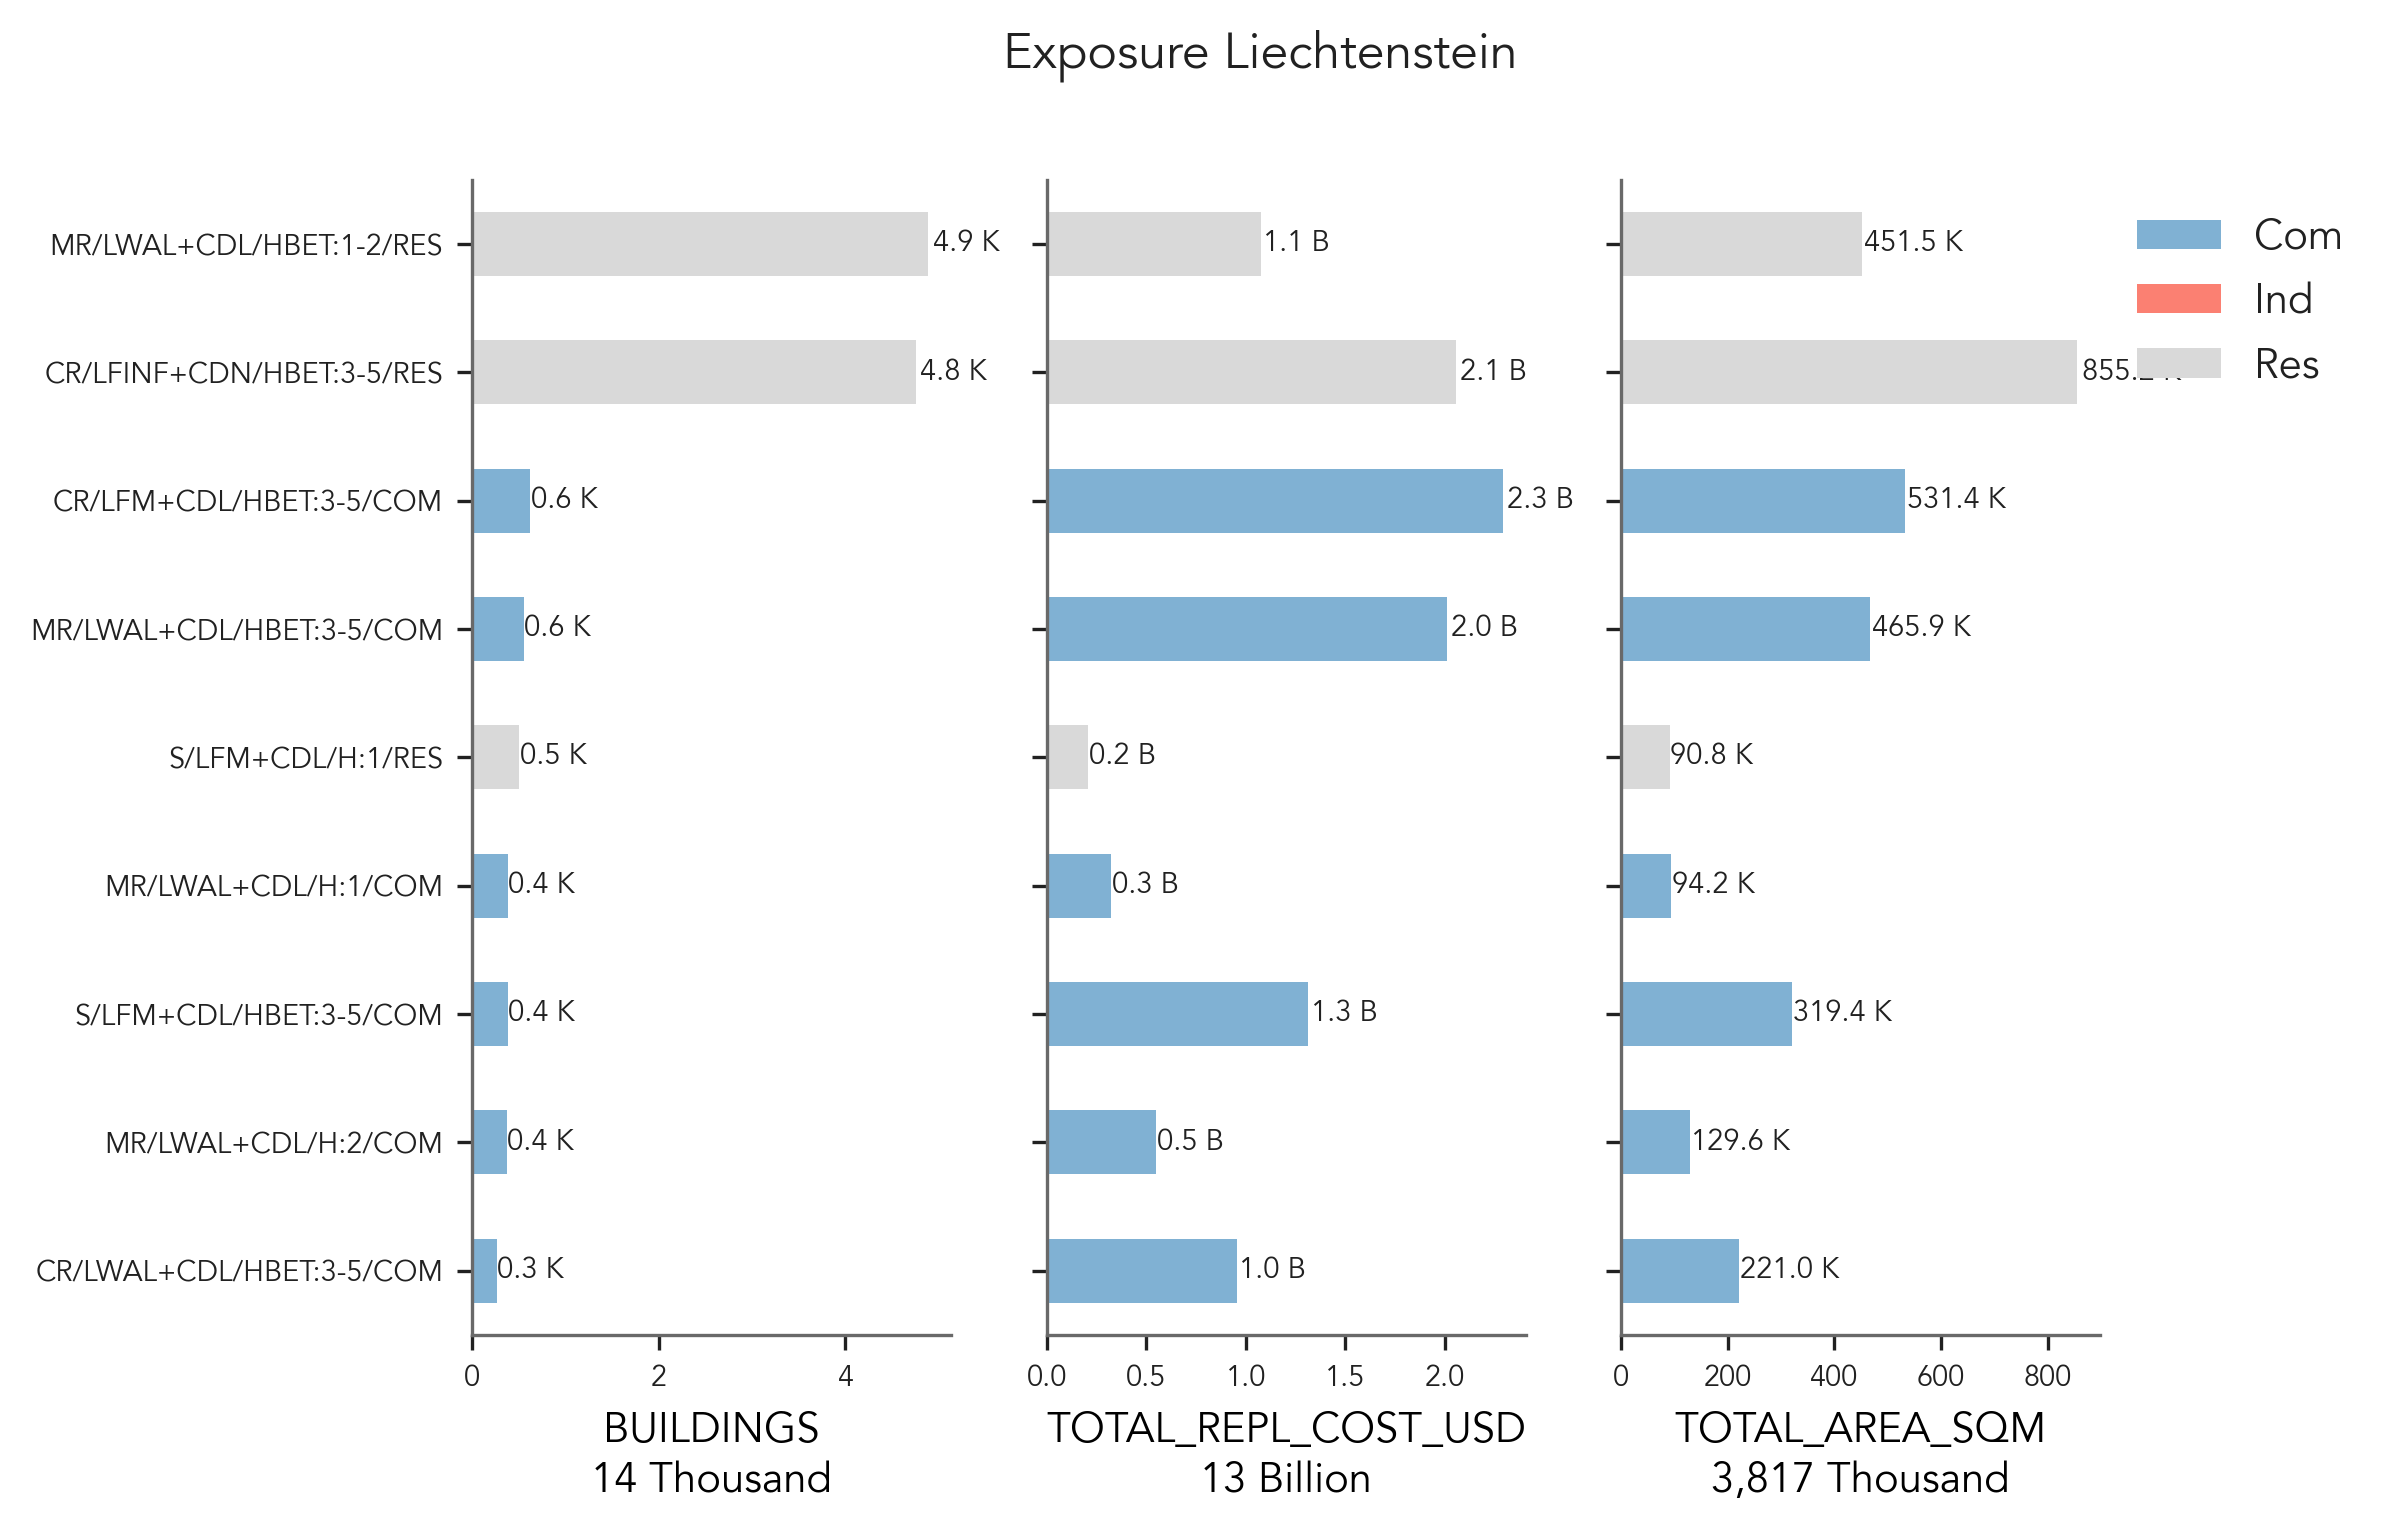 Exposure Liechtenstein
MR/LWAL+CDL/HBET:1-2/RES
CR/LFINF+CDN/HBET:3-5/RES
CR/LFM+CDL/HBET:3-5/COM
MR/LWAL+CDL/HBET:3-5/COM
S/LFM+CDL/H:1/RES
MR/LWAL+CDL/H:1/COM
S/LFM+CDL/HBET:3-5/COM
MR/LWAL+CDL/H:2/COM
CR/LWAL+CDL/HBET:3-5/COM
4.9 K
4.8 K
0.6 K
0.6 K
0.5 K
0.4 K
0.4 K
0.4 K
0.3 K
0 2 4
BUILDINGS
14 Thousand
1.1 B
2.1 B
2.3 B
2.0 B
0.2 B
0.3 B
1.3 B
0.5 B
1.0 B
0.0 0.5 1.0 1.5 2.0
TOTAL_REPL_COST_USD
13 Billion
451.5 K
531.4 K
465.9 K
90.8 K
94.2 K
319.4 K
129.6 K
221.0 K
0 200 400 600 800
TOTAL_AREA_SQM
3,817 Thousand
Com
Ind
Res